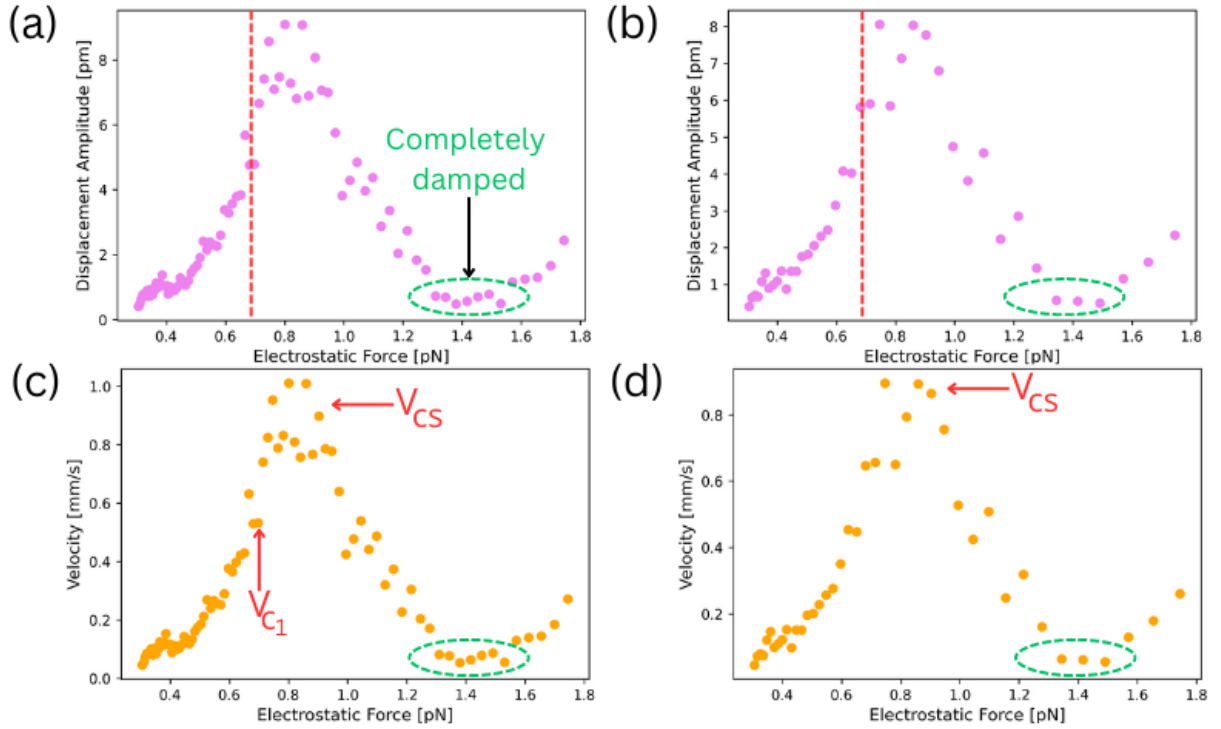 (a)
Displacement Amplitude [pm]
8
6
4
2
0
0.4 0.6 0.8 1.0 1.2 1.4 1.6 1.8
Electrostatic Force [pN]
Completely
damped
(b)
Displacement Amplitude [pm]
8
7
6
5
4
3
2
1
0.4 0.6 0.8 1.0 1.2 1.4 1.6 1.8
Electrostatic Force [pN]
(c)
Velocity [mm/s]
1.0
0.8
0.6
0.4
0.2
0.0
0.4 0.6 0.8 1.0 1.2 1.4 1.6 1.8
Electrostatic Force [pN]
VCS
VC1
(d)
Velocity [mm/s]
0.8
0.6
0.4
0.2
0.4 0.6 0.8 1.0 1.2 1.4 1.6 1.8
Electrostatic Force [pN]
VCS